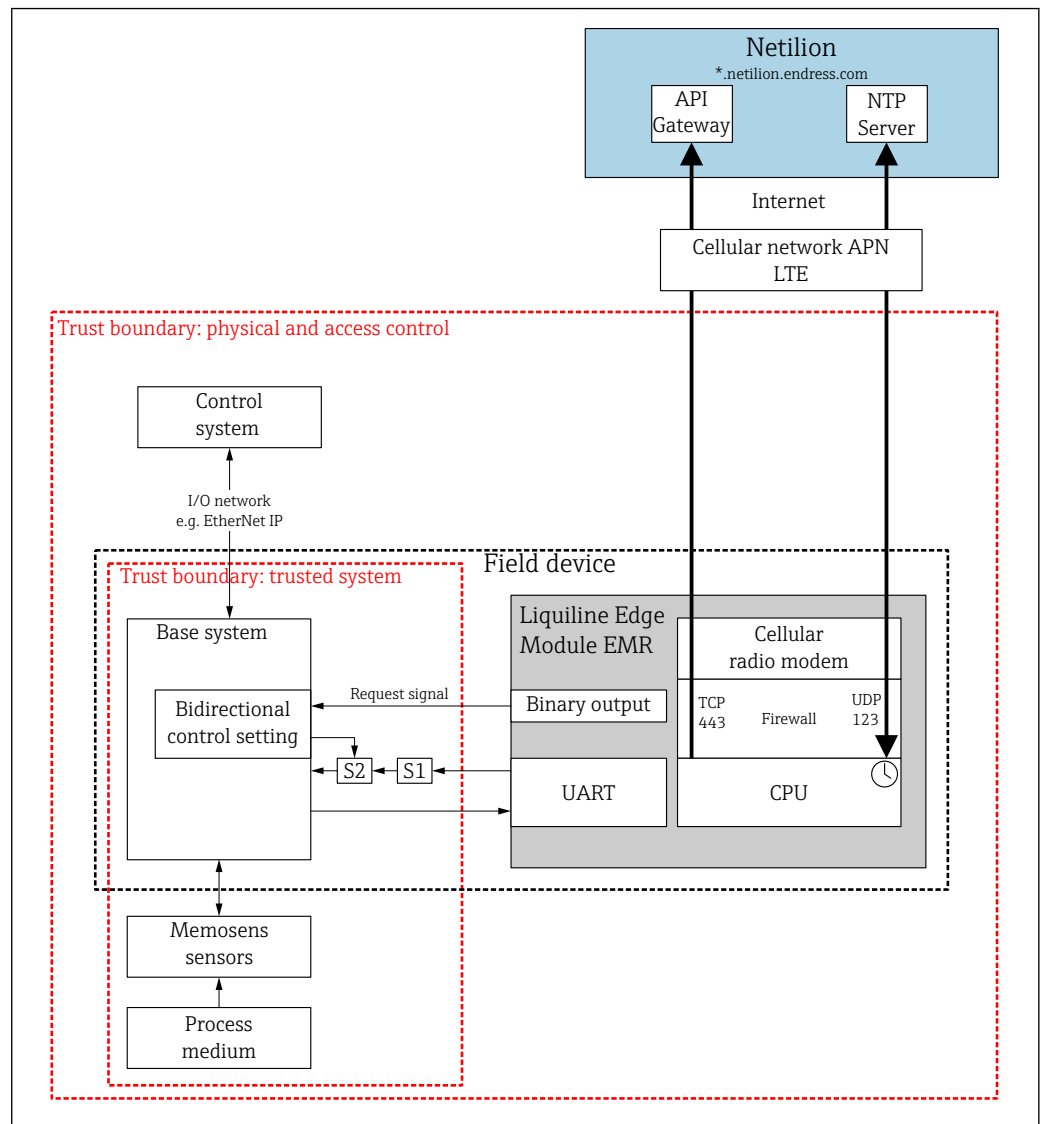 Netilion
*.netilion.endress.com
API
Gateway
NTP
Server
Internet
Cellular network APN
LTE
Trust boundary: physical and access control
Control
system
I/O network
e.g. EtherNet IP
Field device
Trust boundary: trusted system
Base system
Liquiline Edge
Module EMR
Cellular
radio modem
Bidirectional
control setting
Request signal
Binary output
TCP
443
Firewall
UDP
123
S2
S1
UART
CPU
Memosens
sensors
Process
medium